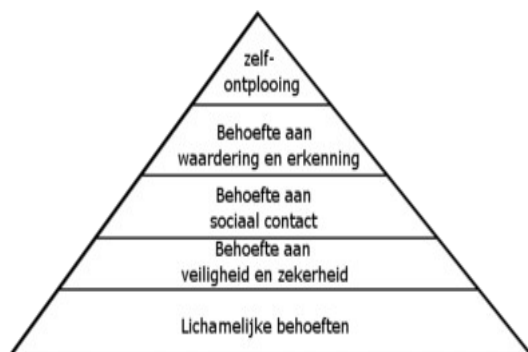 zelf-
ontplooing
Behoefte aan
waardering en erkenning
Behoefte aan
sociaal contact
Behoefte aan
veiligheid en zekerheid
Lichamelijke behoeften